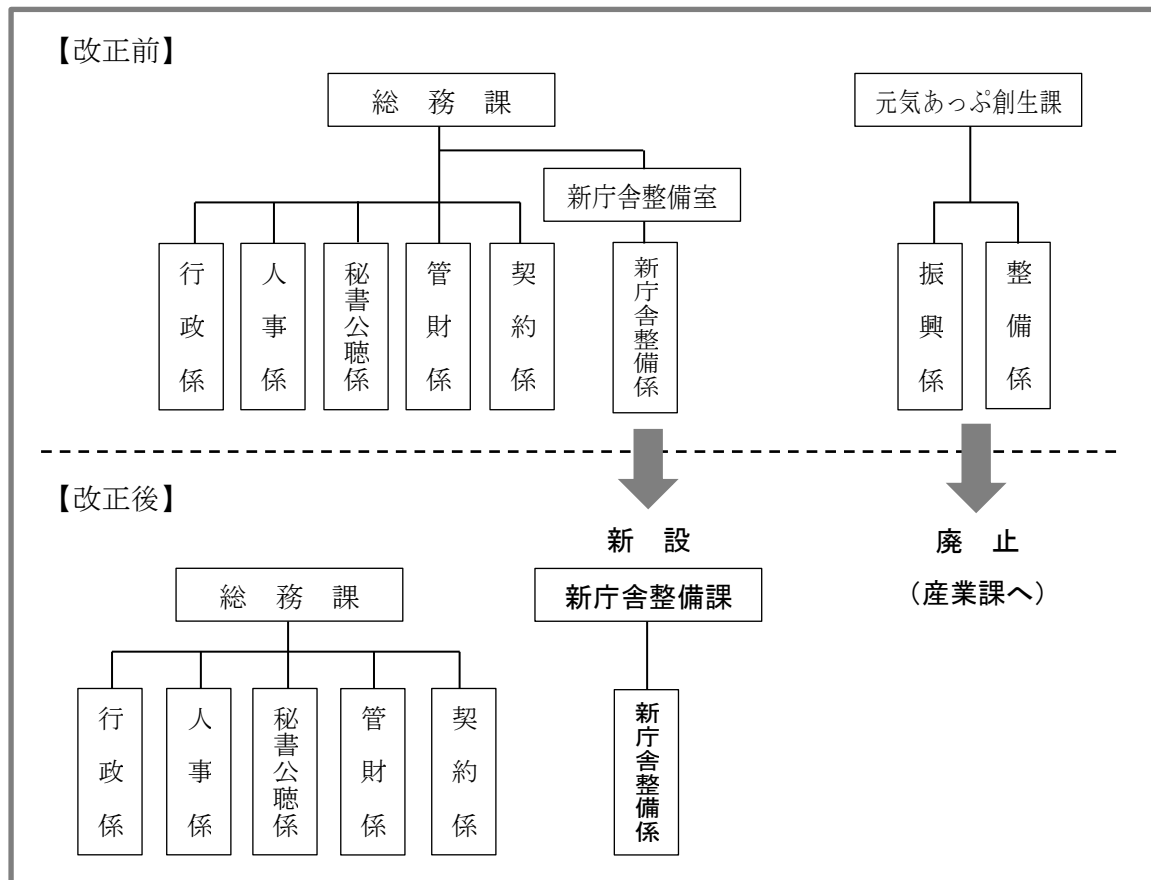 【改正前】
総　務　課
元気あっぷ創生課
新庁舎整備室
行政係
人事係
秘書公聴係
管財係
契約係
新庁舎整備係
振興係
整備係
【改正後】
新　設
廃　止
（産業課へ）
総　務　課
新庁舎整備課
行政係
人事係
秘書公聴係
管財係
契約係
新庁舎整備係